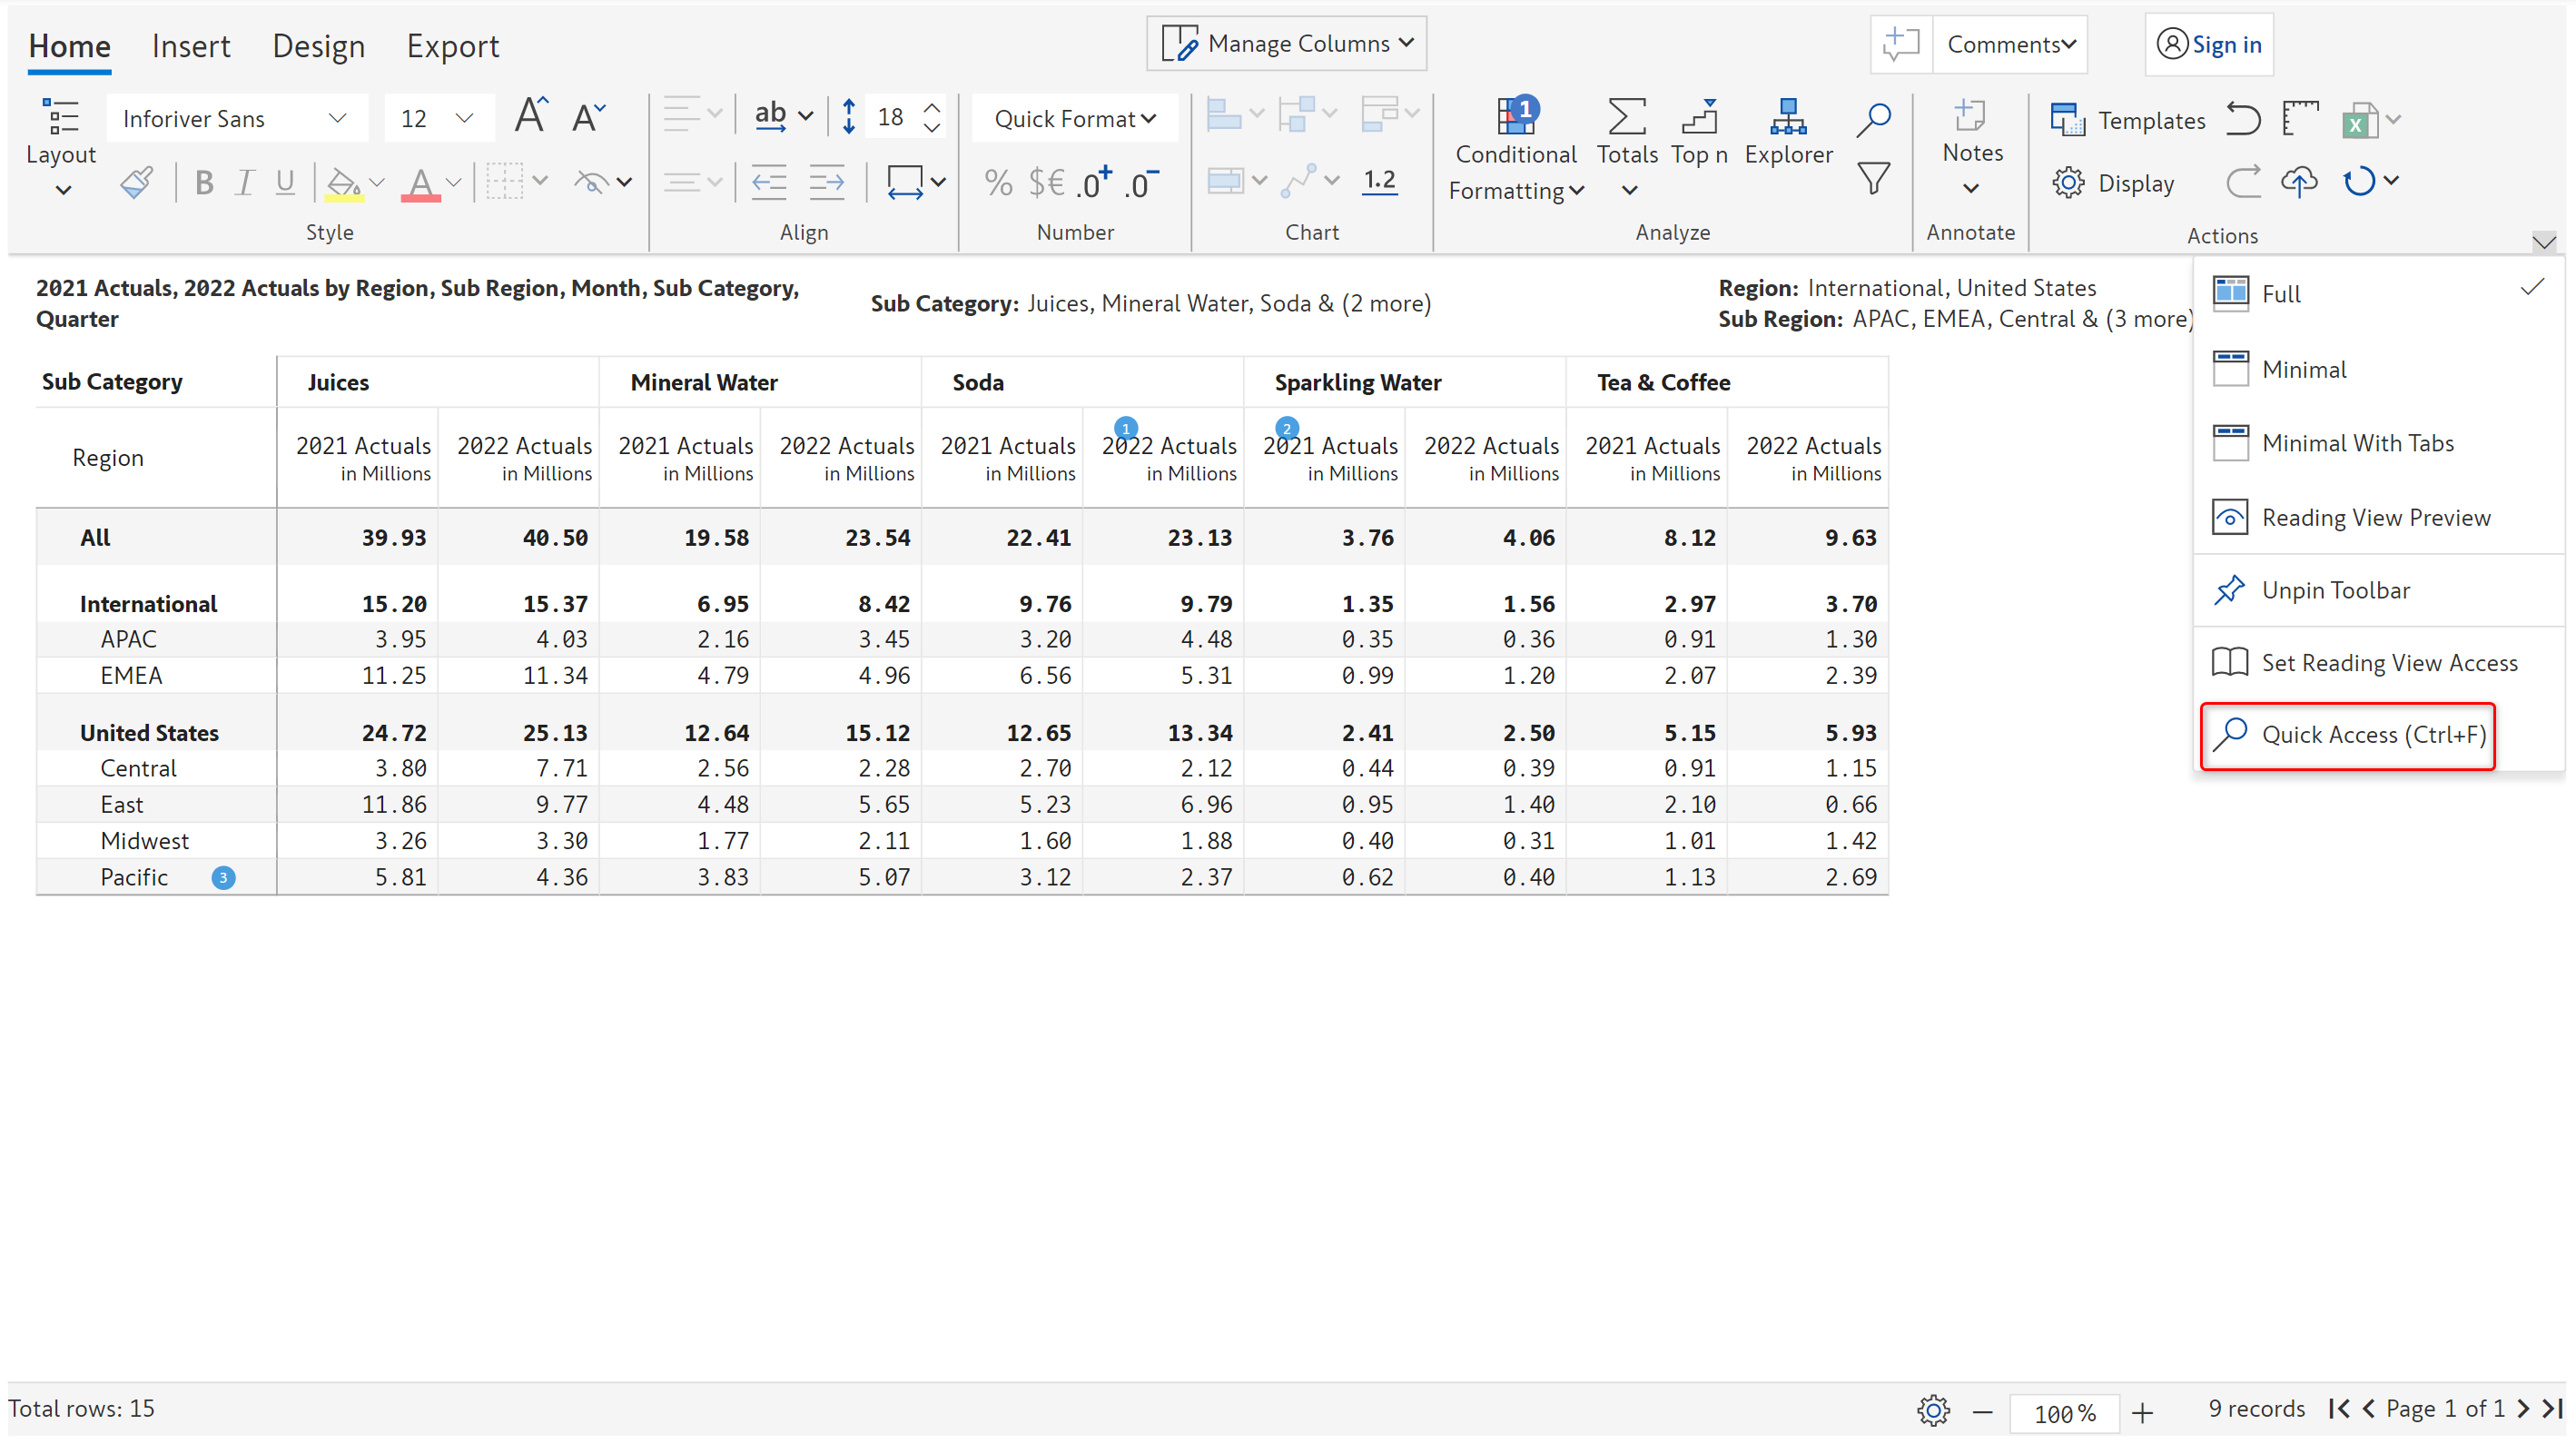 Home Insert Design Export Manage Columns Comments Sign in
Layout Inforiver Sans 12 A A ab 18 Quick Format Conditional Formatting 1 Totals Top n Explorer Notes Templates X
B I U A % $€ .0+ .0− 1.2 Display
Style Align Number Chart Analyze Annotate Actions
2021 Actuals, 2022 Actuals by Region, Sub Region, Month, Sub Category,
Quarter
Sub Category: Juices, Mineral Water, Soda & (2 more)
Region: International, United States
Sub Region: APAC, EMEA, Central & (3 more)
Full
Minimal
Minimal With Tabs
Reading View Preview
Unpin Toolbar
Set Reading View Access
Quick Access (Ctrl+F)
Sub Category Juices Mineral Water Soda Sparkling Water Tea & Coffee
1 2
Region 2021 Actuals 2022 Actuals 2021 Actuals 2022 Actuals 2021 Actuals 2022 Actuals 2021 Actuals 2022 Actuals 2021 Actuals 2022 Actuals
in Millions in Millions in Millions in Millions in Millions in Millions in Millions in Millions in Millions in Millions
All 39.93 40.50 19.58 23.54 22.41 23.13 3.76 4.06 8.12 9.63
International 15.20 15.37 6.95 8.42 9.76 9.79 1.35 1.56 2.97 3.70
APAC 3.95 4.03 2.16 3.45 3.20 4.48 0.35 0.36 0.91 1.30
EMEA 11.25 11.34 4.79 4.96 6.56 5.31 0.99 1.20 2.07 2.39
United States 24.72 25.13 12.64 15.12 12.65 13.34 2.41 2.50 5.15 5.93
Central 3.80 7.71 2.56 2.28 2.70 2.12 0.44 0.39 0.91 1.15
East 11.86 9.77 4.48 5.65 5.23 6.96 0.95 1.40 2.10 0.66
Midwest 3.26 3.30 1.77 2.11 1.60 1.88 0.40 0.31 1.01 1.42
Pacific 3 5.81 4.36 3.83 5.07 3.12 2.37 0.62 0.40 1.13 2.69
Total rows: 15 100% 9 records Page 1 of 1